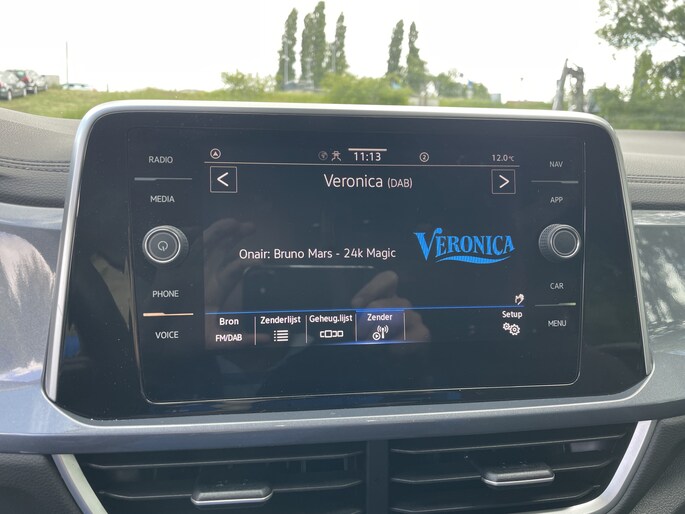 RADIO
MEDIA
PHONE
VOICE
11:13
2
12.0°C
Veronica (DAB)
Onair: Bruno Mars - 24k Magic
VERONICA
Bron
FM/DAB
Zenderlijst
Geheug.lijst
Zender
Setup
NAV
APP
CAR
MENU